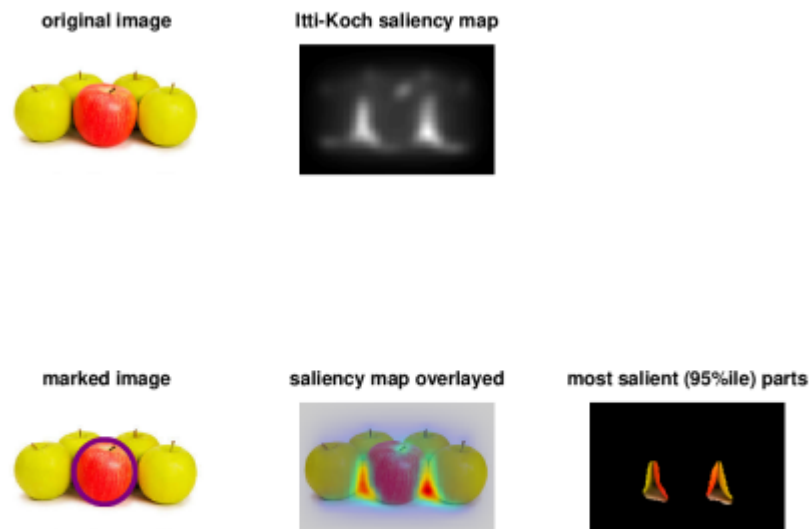 original image
Itti-Koch saliency map
marked image
saliency map overlayed
most salient (95%ile) parts